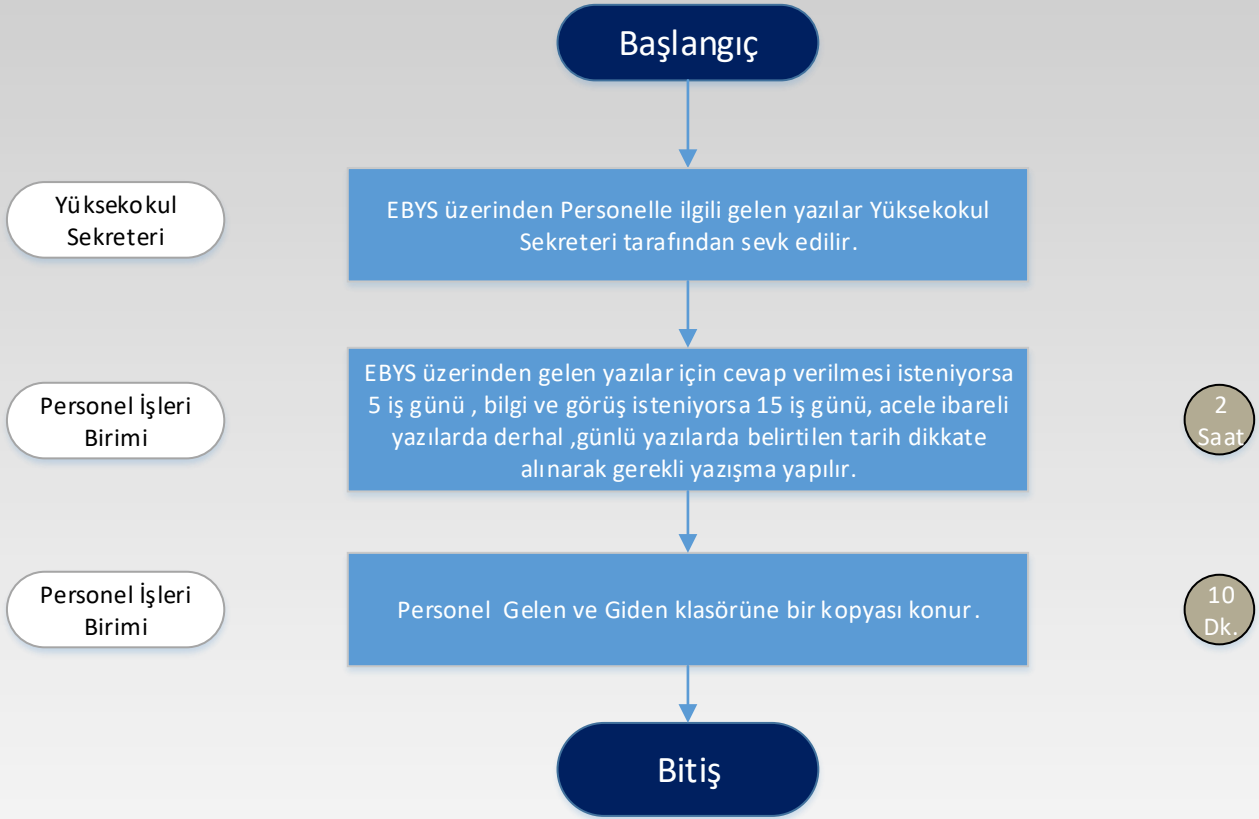 Başlangıç
Yüksekokul
Sekreteri
EBYS üzerinden Personelle ilgili gelen yazılar Yüksekokul
Sekreteri tarafından sevk edilir.
Personel İşleri
Birimi
EBYS üzerinden gelen yazılar için cevap verilmesi isteniyorsa
5 iş günü , bilgi ve görüş isteniyorsa 15 iş günü, acele ibareli
yazılarda derhal ,günlü yazılarda belirtilen tarih dikkate
alınarak gerekli yazışma yapılır.
2
Saat
Personel İşleri
Birimi
Personel Gelen ve Giden klasörüne bir kopyası konur.
10
Dk.
Bitiş